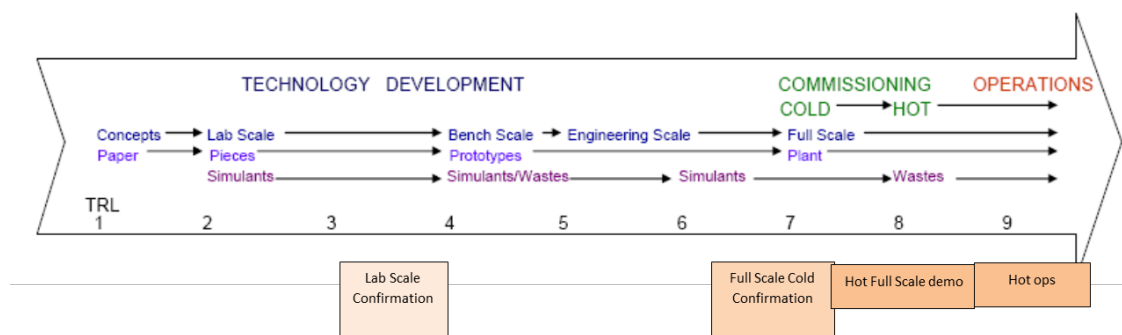 TECHNOLOGY DEVELOPMENT COMMISSIONING OPERATIONS
COLD HOT
Concepts Lab Scale Bench Scale Engineering Scale Full Scale
Paper Pieces Prototypes Plant
Simulants Simulants/Wastes Simulants Wastes
TRL
1 2 3 4 5 6 7 8 9
Lab Scale
Confirmation
Full Scale Cold
Confirmation
Hot Full Scale demo
Hot ops